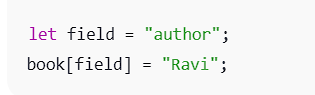 let field = "author";
book[field] = "Ravi";